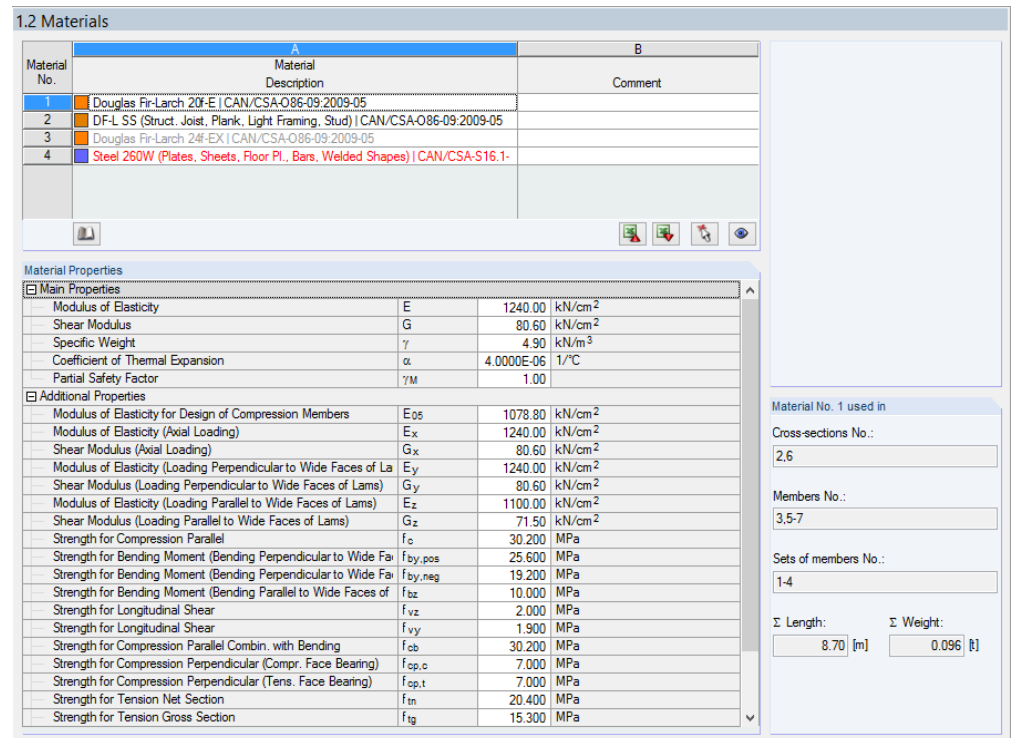 1.2 Materials
A B
Material No. Material Description Comment
1 Douglas Fir-Larch 20f-E | CAN/CSA-O86-09:2009-05
2 DF-L SS (Struct. Joist, Plank, Light Framing, Stud) | CAN/CSA-O86-09:2009-05
3 Douglas Fir-Larch 24f-EX | CAN/CSA-O86-09:2009-05
4 Steel 260W (Plates, Sheets, Floor Pl., Bars, Welded Shapes) | CAN/CSA-S16.1-
Material Properties
Main Properties
Modulus of Elasticity E 1240.00 kN/cm2
Shear Modulus G 80.60 kN/cm2
Specific Weight γ 4.90 kN/m3
Coefficient of Thermal Expansion α 4.0000E-06 1/°C
Partial Safety Factor γM 1.00
Additional Properties
Modulus of Elasticity for Design of Compression Members E05 1078.80 kN/cm2
Modulus of Elasticity (Axial Loading) Ex 1240.00 kN/cm2
Shear Modulus (Axial Loading) Gx 80.60 kN/cm2
Modulus of Elasticity (Loading Perpendicular to Wide Faces of La Ey 1240.00 kN/cm2
Shear Modulus (Loading Perpendicular to Wide Faces of Lams) Gy 80.60 kN/cm2
Modulus of Elasticity (Loading Parallel to Wide Faces of Lams) Ez 1100.00 kN/cm2
Shear Modulus (Loading Parallel to Wide Faces of Lams) Gz 71.50 kN/cm2
Strength for Compression Parallel fc 30.200 MPa
Strength for Bending Moment (Bending Perpendicular to Wide Fa fby,pos 25.600 MPa
Strength for Bending Moment (Bending Perpendicular to Wide Fa fby,neg 19.200 MPa
Strength for Bending Moment (Bending Parallel to Wide Faces of fbz 10.000 MPa
Strength for Longitudinal Shear fvz 2.000 MPa
Strength for Longitudinal Shear fvy 1.900 MPa
Strength for Compression Parallel Combin. with Bending fcb 30.200 MPa
Strength for Compression Perpendicular (Compr. Face Bearing) fcp,c 7.000 MPa
Strength for Compression Perpendicular (Tens. Face Bearing) fcp,t 7.000 MPa
Strength for Tension Net Section ftn 20.400 MPa
Strength for Tension Gross Section ftg 15.300 MPa
Material No. 1 used in
Cross-sections No.:
2,6
Members No.:
3,5-7
Sets of members No.:
1-4
Σ Length: Σ Weight:
8.70 [m] 0.096 [t]